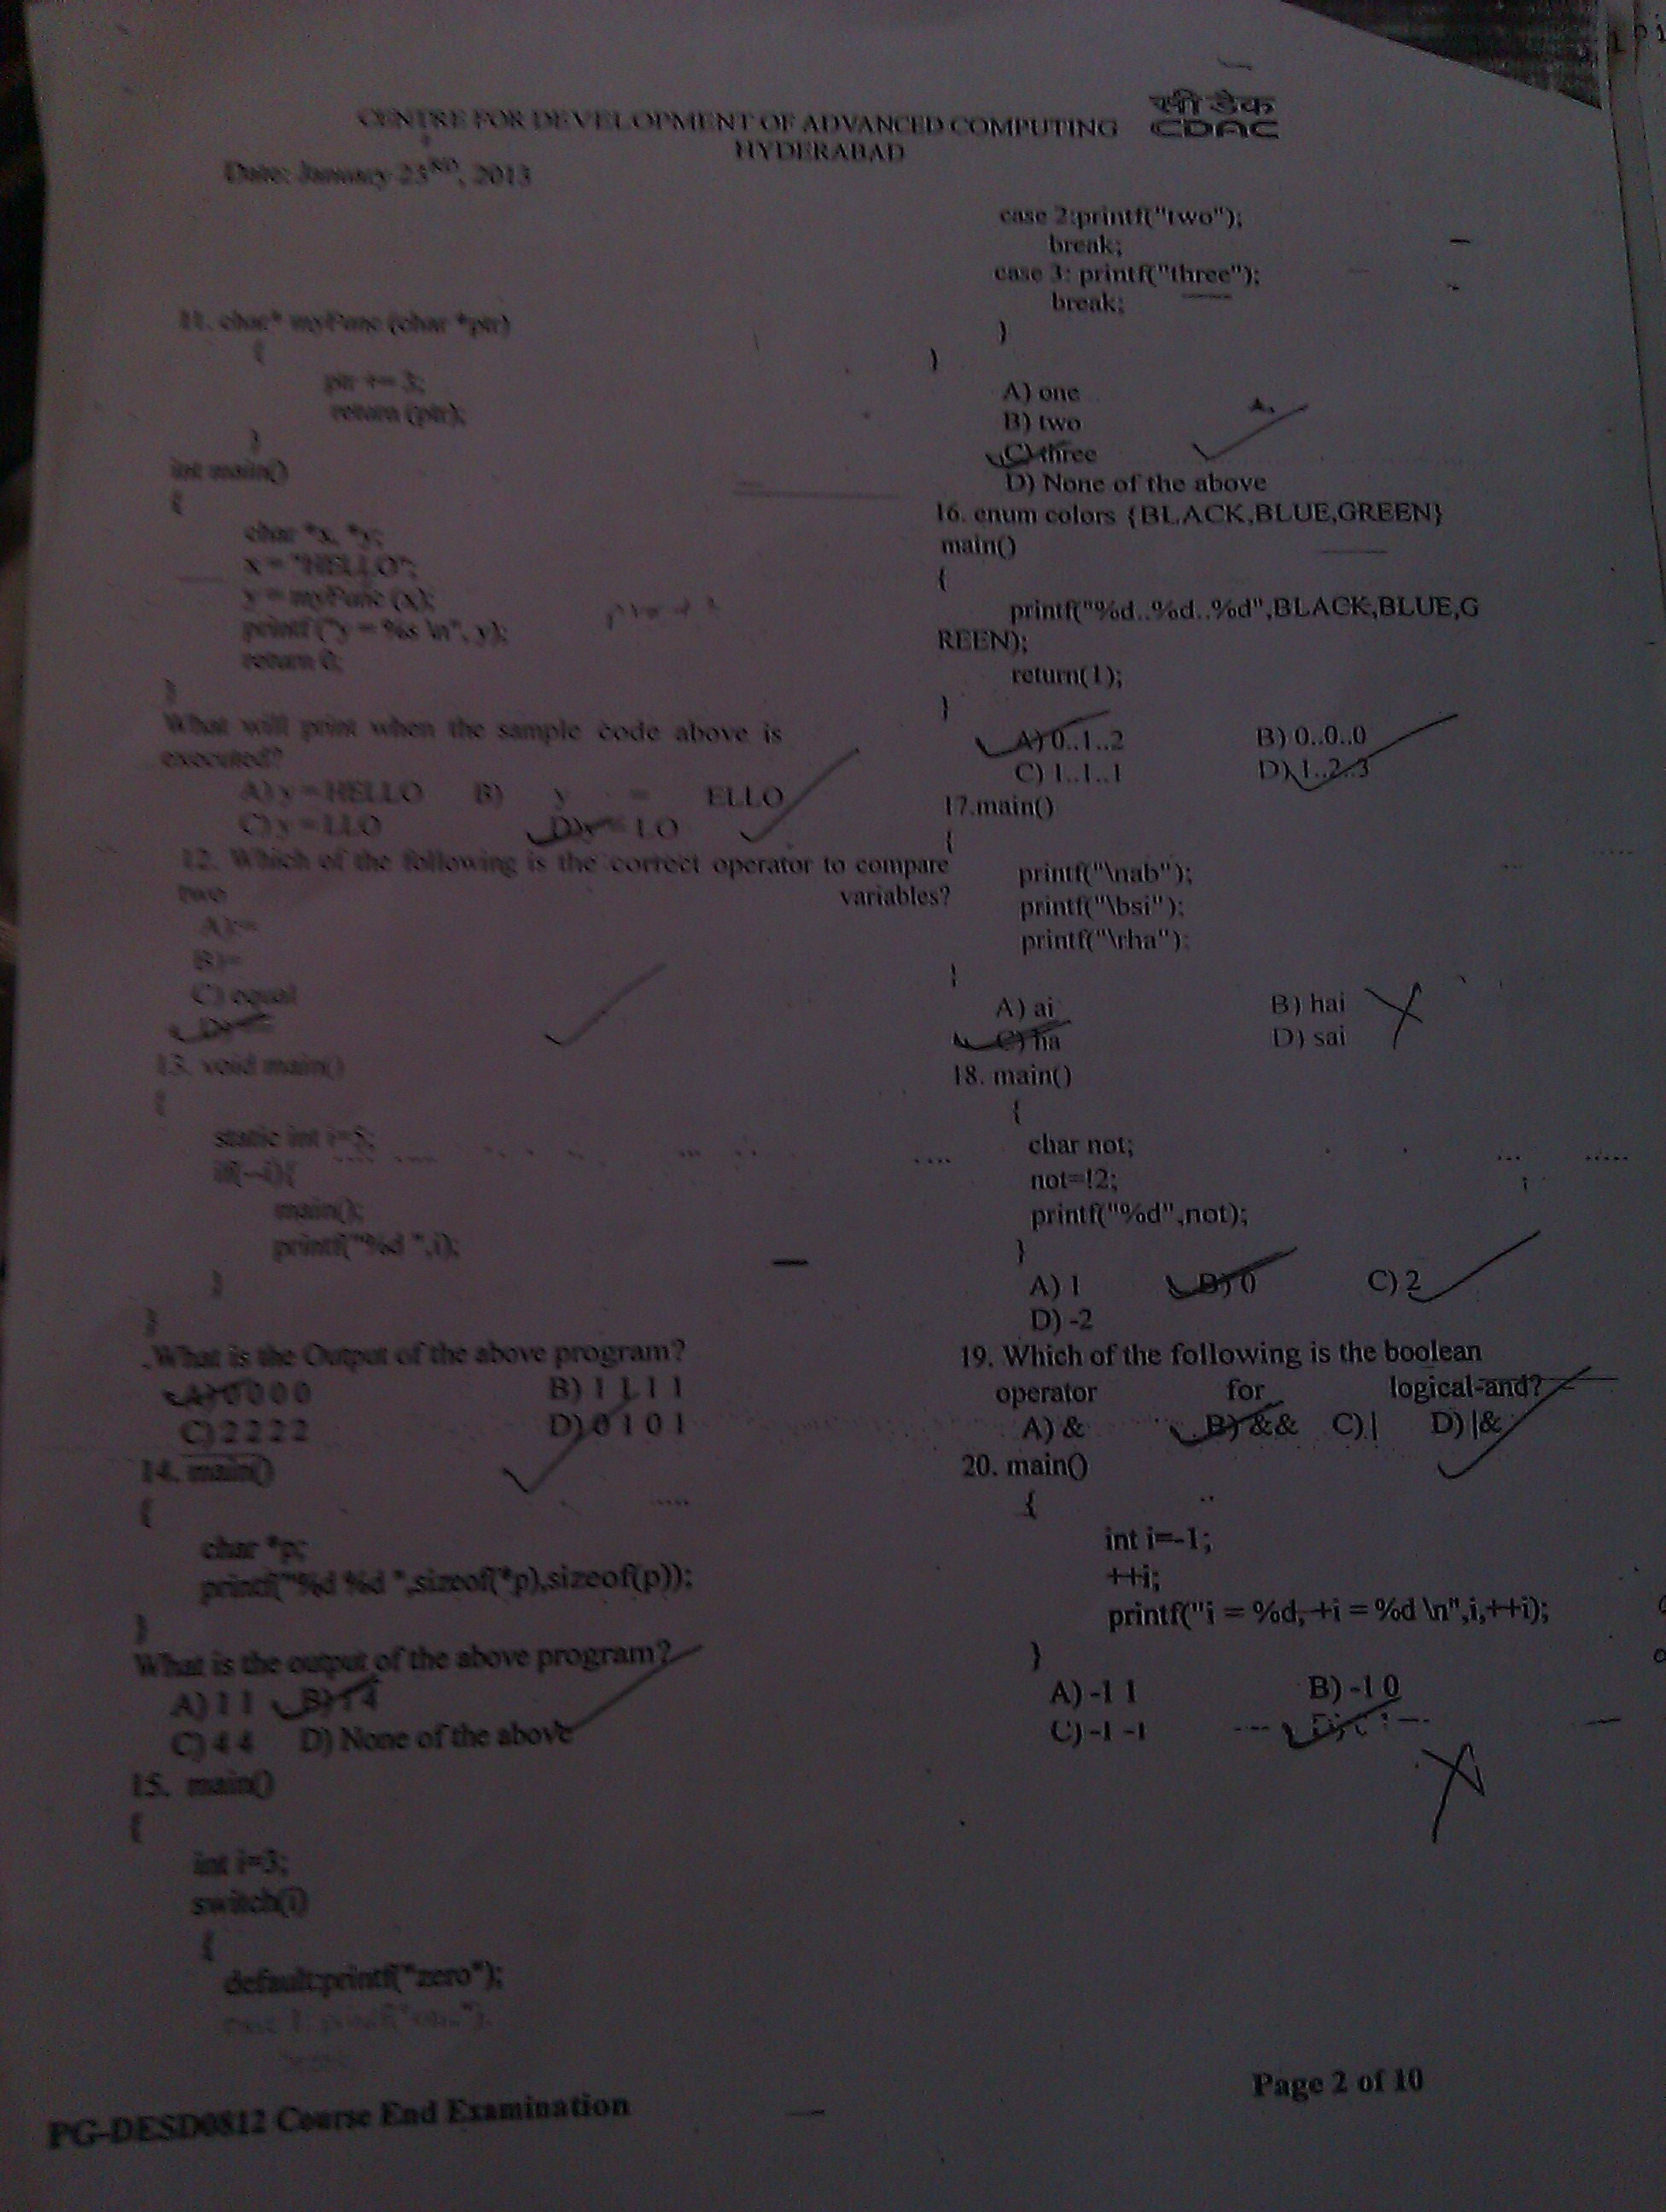 सी डैक
CDAC
CENTRE FOR DEVELOPMENT OF ADVANCED COMPUTING
HYDERABAD
Date: January 23RD, 2013
11. char* myFunc (char *ptr)
{
ptr += 3;
return (ptr);
}
int main()
{
char *x, *y;
x = "HELLO";
y = myFunc (x);
printf ("y = %s \n", y);
return 0;
}
What will print when the sample code above is
executed?
A) y = HELLO B) y = ELLO
C) y = LLO D) y = LO
12. Which of the following is the correct operator to compare
two variables?
A):=
B)=
C) equal
D)==
13. void main()
{
static int i=5;
if(--i){
main();
printf("%d ",i);
}
}
.What is the Output of the above program?
A) 0 0 0 0 B) 1 1 1 1
C) 2 2 2 2 D) 0 1 0 1
14. main()
{
char *p;
printf("%d %d ",sizeof(*p),sizeof(p));
}
What is the output of the above program?
A) 1 1 B) 1 4
C) 4 4 D) None of the above
15. main()
{
int i=3;
switch(i)
{
default:printf("zero");
case 1: printf("
case 2:printf("two");
break;
case 3: printf("three");
break;
}
}
A) one
B) two
C) three
D) None of the above
16. enum colors {BLACK,BLUE,GREEN}
main()
{
printf("%d..%d..%d",BLACK,BLUE,G
REEN);
return(1);
}
A) 0..1..2 B) 0..0..0
C) 1..1..1 D) 1..2..3
17.main()
{
printf("\nab");
printf("\bsi");
printf("\rha");
}
A) ai B) hai
C) ha D) sai
18. main()
{
char not;
not=!2;
printf("%d",not);
}
A) 1 B) 0 C) 2
D) -2
19. Which of the following is the boolean
operator for logical-and?
A) & B) && C) | D) |&
20. main()
{
int i=-1;
++i;
printf("i = %d, +i = %d \n",i,++i);
}
A) -1 1 B) -1 0
C) -1 -1
PG-DESD0812 Course End Examination
Page 2 of 10